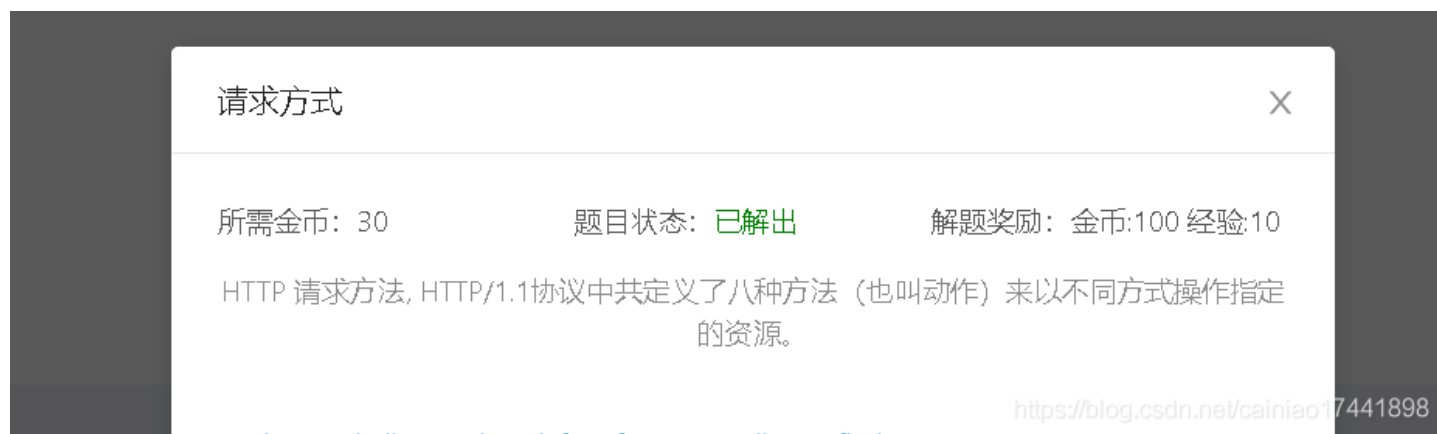 请求方式
所需金币：30 题目状态：已解出 解题奖励：金币:100 经验:10
HTTP 请求方法, HTTP/1.1协议中共定义了八种方法（也叫动作）来以不同方式操作指定
的资源。
https://blog.csdn.net/cainiao17441898